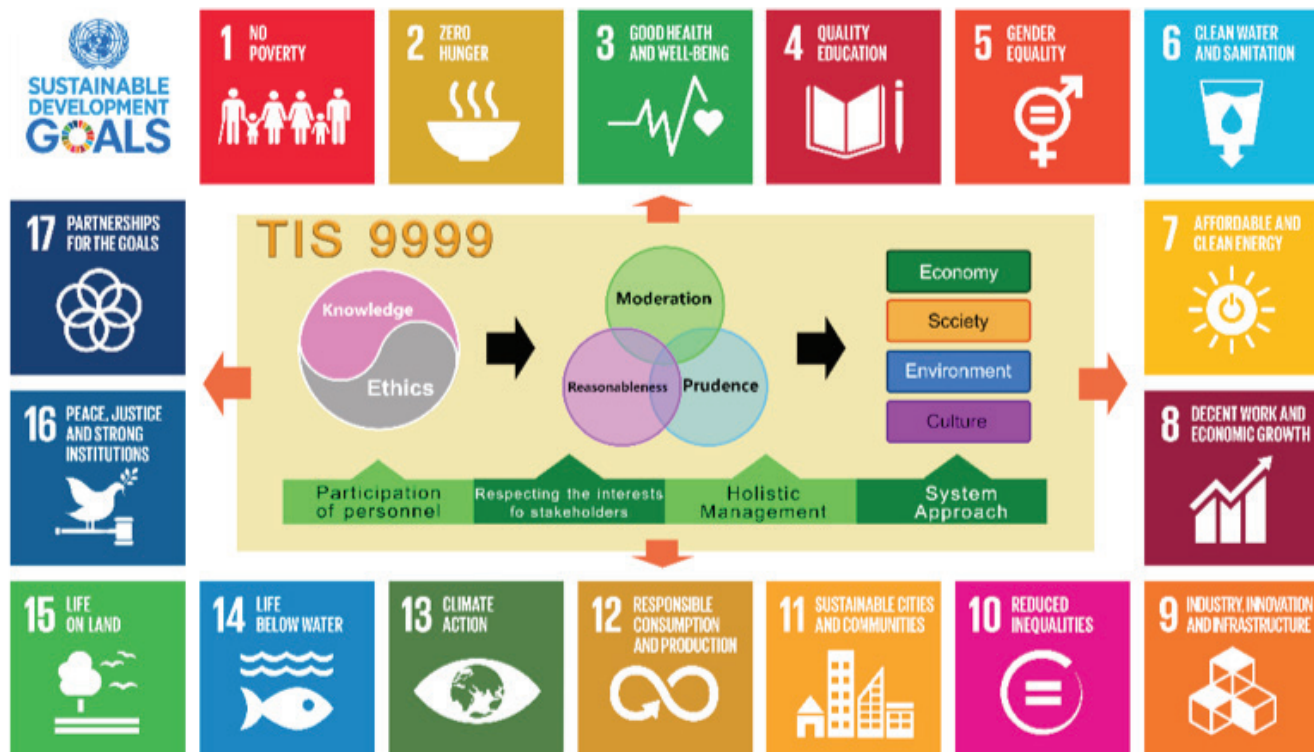 SUSTAINABLE
DEVELOPMENT
GOALS
1 NO
POVERTY
2 ZERO
HUNGER
3 GOOD HEALTH
AND WELL-BEING
4 QUALITY
EDUCATION
5 GENDER
EQUALITY
6 CLEAN WATER
AND SANITATION
17 PARTNERSHIPS
FOR THE GOALS
TIS 9999
Knowledge
Ethics
Moderation
Reasonableness
Prudence
Economy
Scciety
Environment
Culture
7 AFFORDABLE AND
CLEAN ENERGY
16 PEACE, JUSTICE
AND STRONG
INSTITUTIONS
Participation
of personnel
Respecting the interests
fo stakeholders
Holistic
Management
System
Approach
8 DECENT WORK AND
ECONOMIC GROWTH
15 LIFE
ON LAND
14 LIFE
BELOW WATER
13 CLIMATE
ACTION
12 RESPONSIBLE
CONSUMPTION
AND PRODUCTION
11 SUSTAINABLE CITIES
AND COMMUNITIES
10 REDUCED
INEQUALITIES
9 INDUSTRY, INNOVATION
AND INFRASTRUCTURE